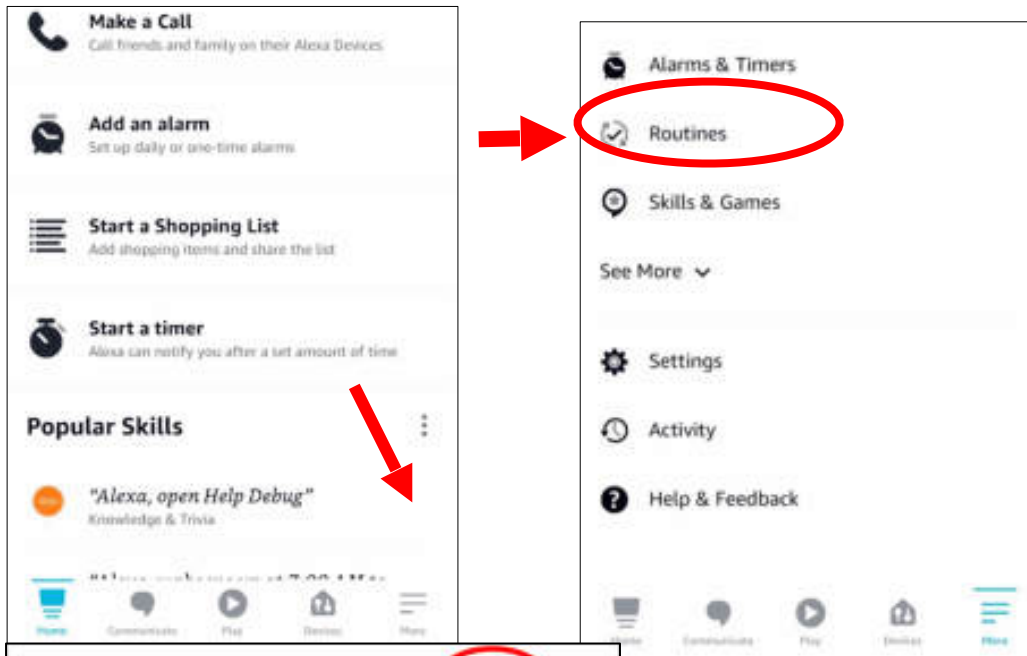 Make a Call
Call friends and family on their Alexa Devices
Add an alarm
Set up daily or one-time alarms
Start a Shopping List
Add shopping items and share the list
Start a timer
Alexa can notify you after a set amount of time
Popular Skills
"Alexa, open Help Debug"
Knowledge & Trivia
Home Communicate Play Devices More
Alarms & Timers
Routines
Skills & Games
See More
Settings
Activity
Help & Feedback
Home Communicate Play Devices More